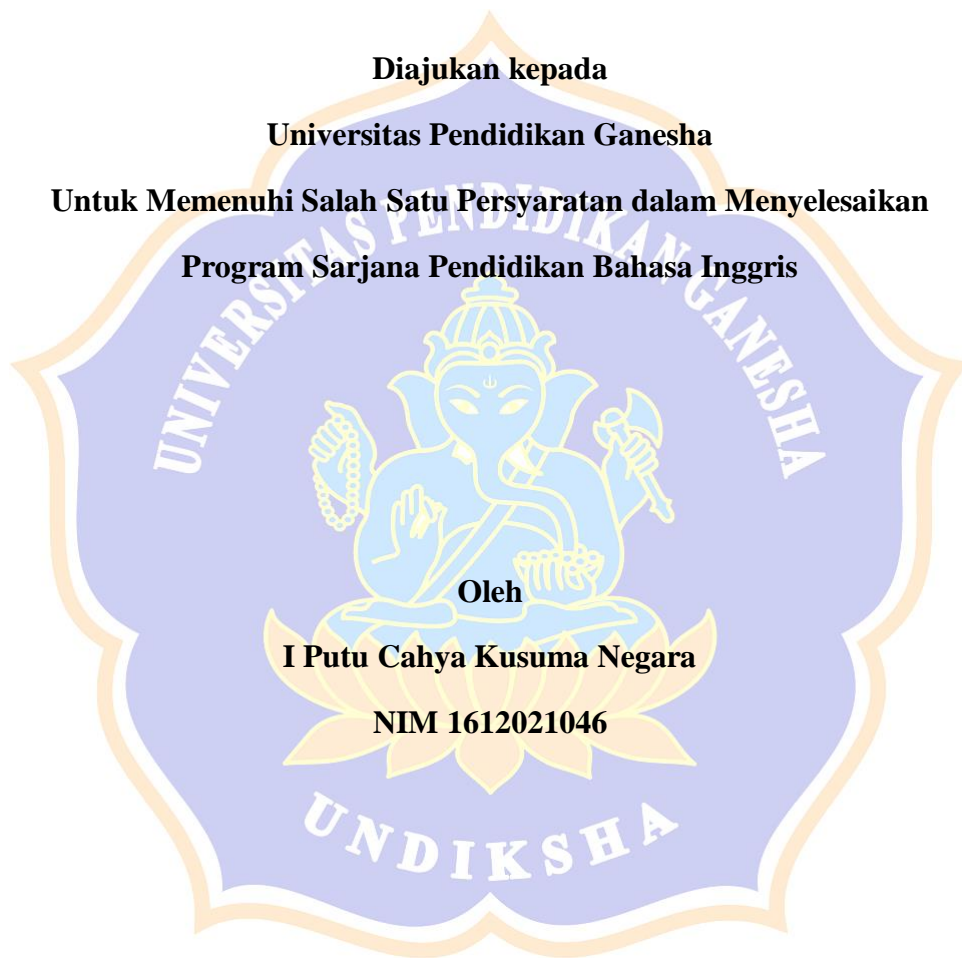 Diajukan kepada
Universitas Pendidikan Ganesha
Untuk Memenuhi Salah Satu Persyaratan dalam Menyelesaikan
Program Sarjana Pendidikan Bahasa Inggris
UNIVERSITAS PENDIDIKAN GANESHA
Oleh
I Putu Cahya Kusuma Negara
NIM 1612021046
UNDIKSHA